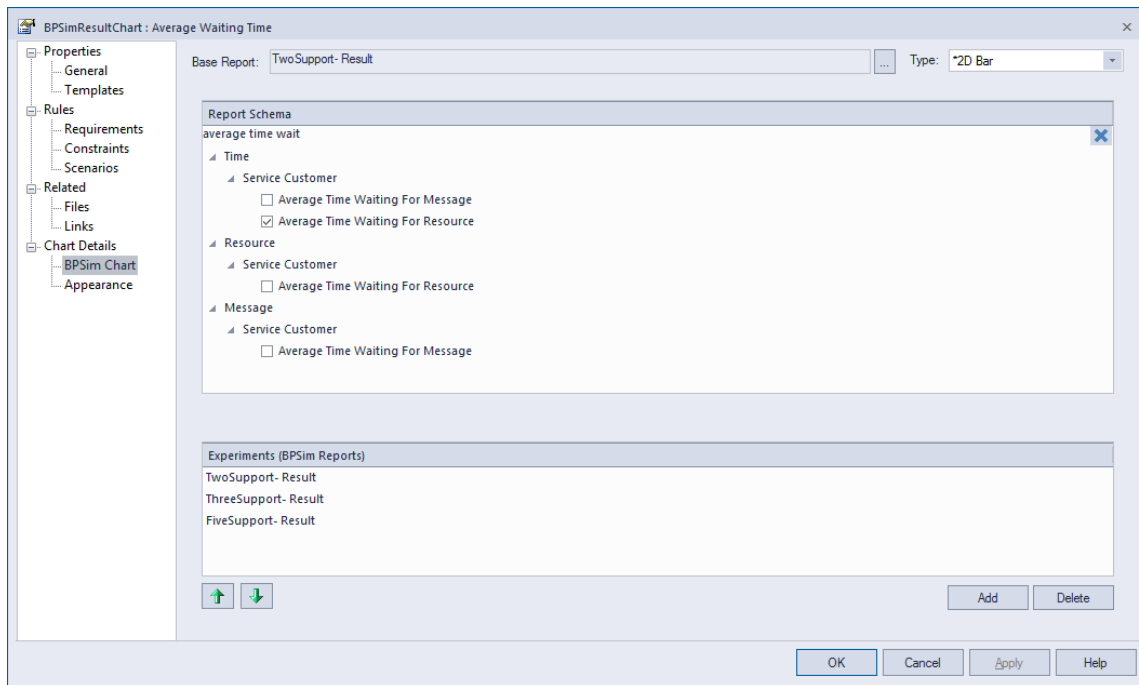 BPSimResultChart : Average Waiting Time
Properties
General
Templates
Rules
Requirements
Constraints
Scenarios
Related
Files
Links
Chart Details
BPSim Chart
Appearance
Base Report: TwoSupport- Result ... Type: *2D Bar
Report Schema
average time wait
Time
Service Customer
Average Time Waiting For Message
Average Time Waiting For Resource
Resource
Service Customer
Average Time Waiting For Resource
Message
Service Customer
Average Time Waiting For Message
Experiments (BPSim Reports)
TwoSupport- Result
ThreeSupport- Result
FiveSupport- Result
Add Delete
OK Cancel Apply Help